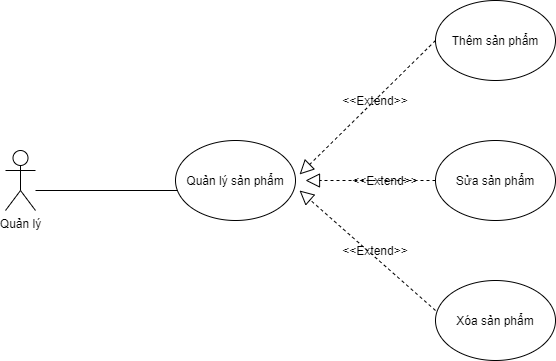 Thêm sản phẩm
<<Extend>>
Quản lý sản phẩm
<<Extend>>
Sửa sản phẩm
Quản lý
<<Extend>>
Xóa sản phẩm